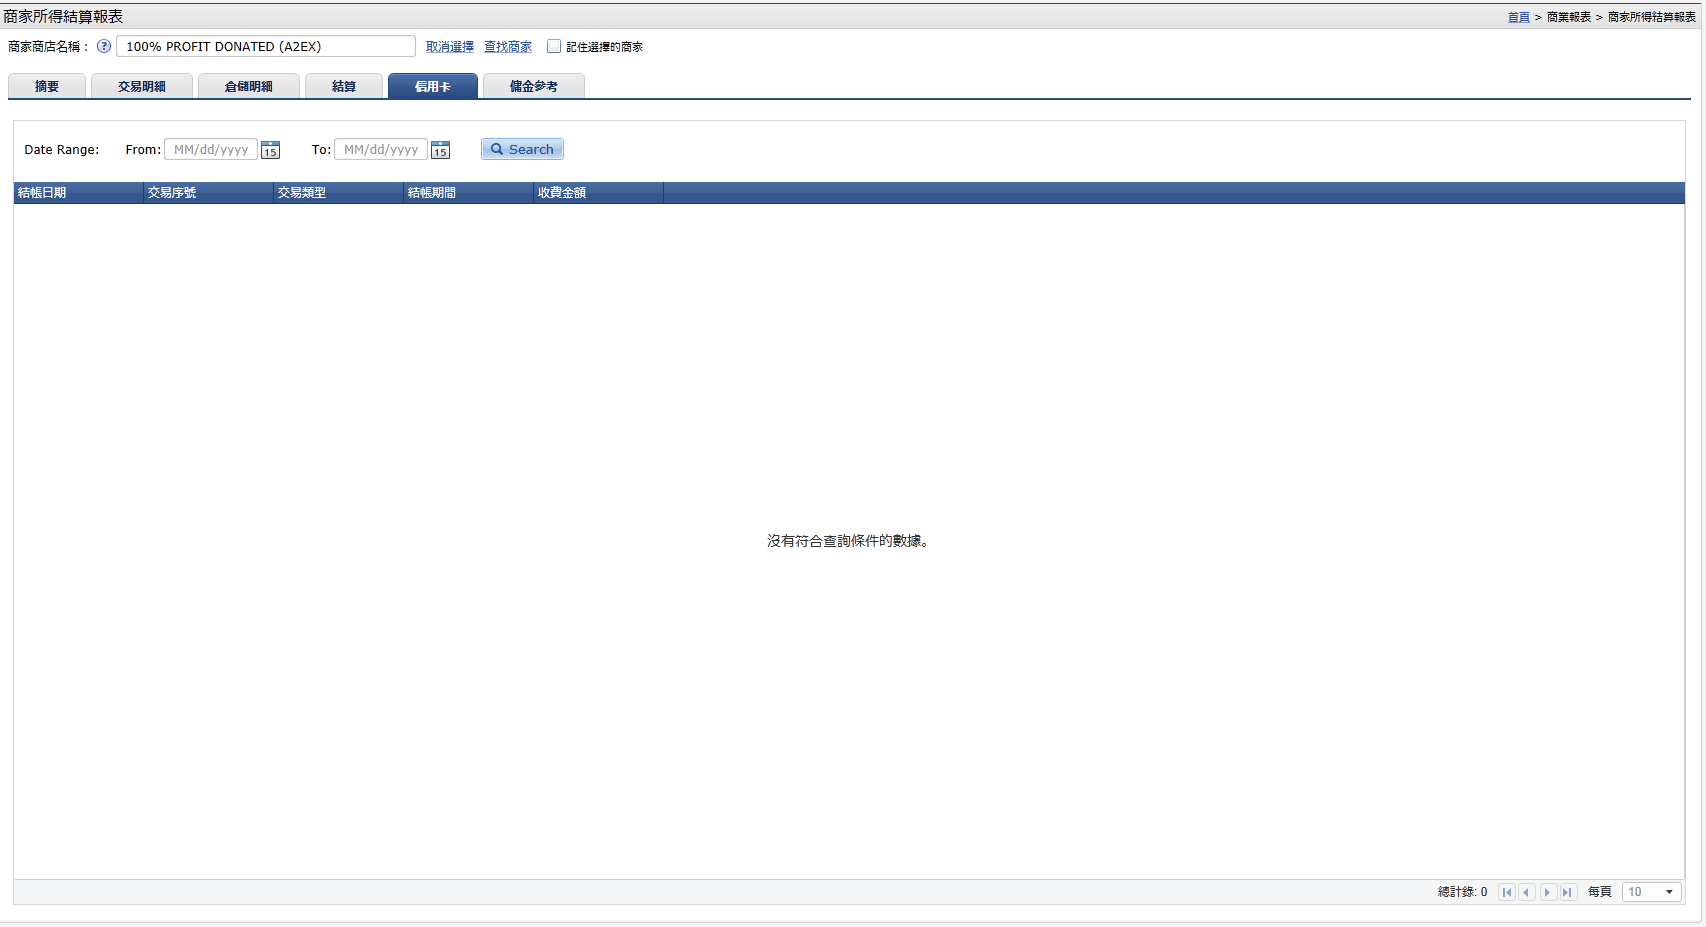 商家所得結算報表
首頁 > 商業報表 > 商家所得結算報表
商家商店名稱： ? 100% PROFIT DONATED (A2EX) 取消選擇 查找商家 記住選擇的商家
摘要 交易明細 倉儲明細 結算 信用卡 傭金參考
Date Range: From: MM/dd/yyyy 15 To: MM/dd/yyyy 15 Search
結帳日期 交易序號 交易類型 結帳期間 收費金額
沒有符合查詢條件的數據。
總計錄: 0 每頁 10